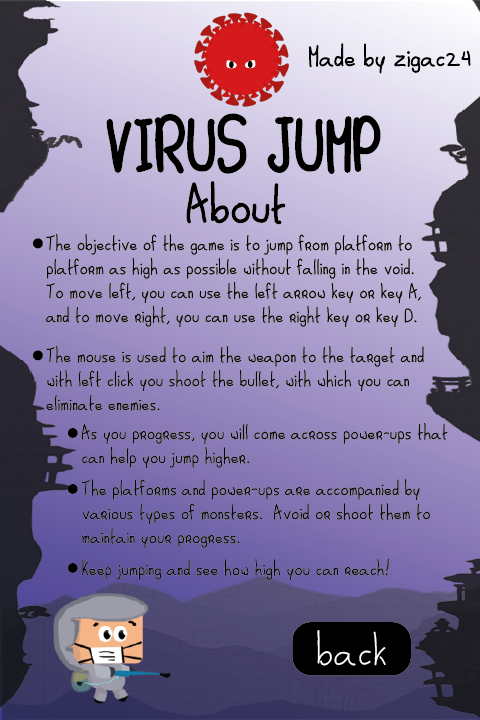 Made by zigac24
VIRUS JUMP
About
The objective of the game is to jump from platform to
platform as high as possible without falling in the void.
To move left, you can use the left arrow key or key A,
and to move right, you can use the right key or key D.
The mouse is used to aim the weapon to the target and
with left click you shoot the bullet, with which you can
eliminate enemies.
As you progress, you will come across power-ups that
can help you jump higher.
The platforms and power-ups are accompanied by
various types of monsters. Avoid or shoot them to
maintain your progress.
Keep jumping and see how high you can reach!
back